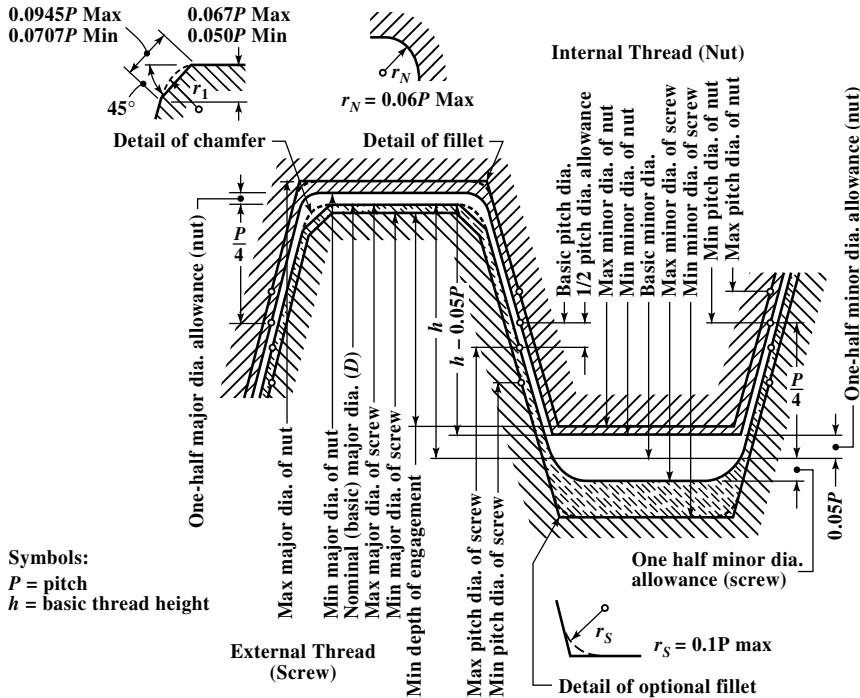 0.0945P Max
0.0707P Min
0.067P Max
0.050P Min
r1
45°
rN
rN = 0.06P Max
Detail of chamfer
Detail of fillet
Internal Thread (Nut)
P/4
One-half major dia. allowance (nut)
h
h – 0.05P
Basic pitch dia.
1/2 pitch dia. allowance
Max minor dia. of nut
Min minor dia. of nut
Basic minor dia.
Max minor dia. of screw
Min minor dia. of screw
Min pitch dia. of nut
Max pitch dia. of nut
One-half minor dia. allowance (nut)
P/4
0.05P
Max major dia. of nut
Min major dia. of nut
Nominal (basic) major dia. (D)
Max major dia. of screw
Min major dia. of screw
Min depth of engagement
Max pitch dia. of screw
Min pitch dia. of screw
One half minor dia.
allowance (screw)
Symbols:
P = pitch
h = basic thread height
External Thread
(Screw)
rS
rS = 0.1P max
Detail of optional fillet